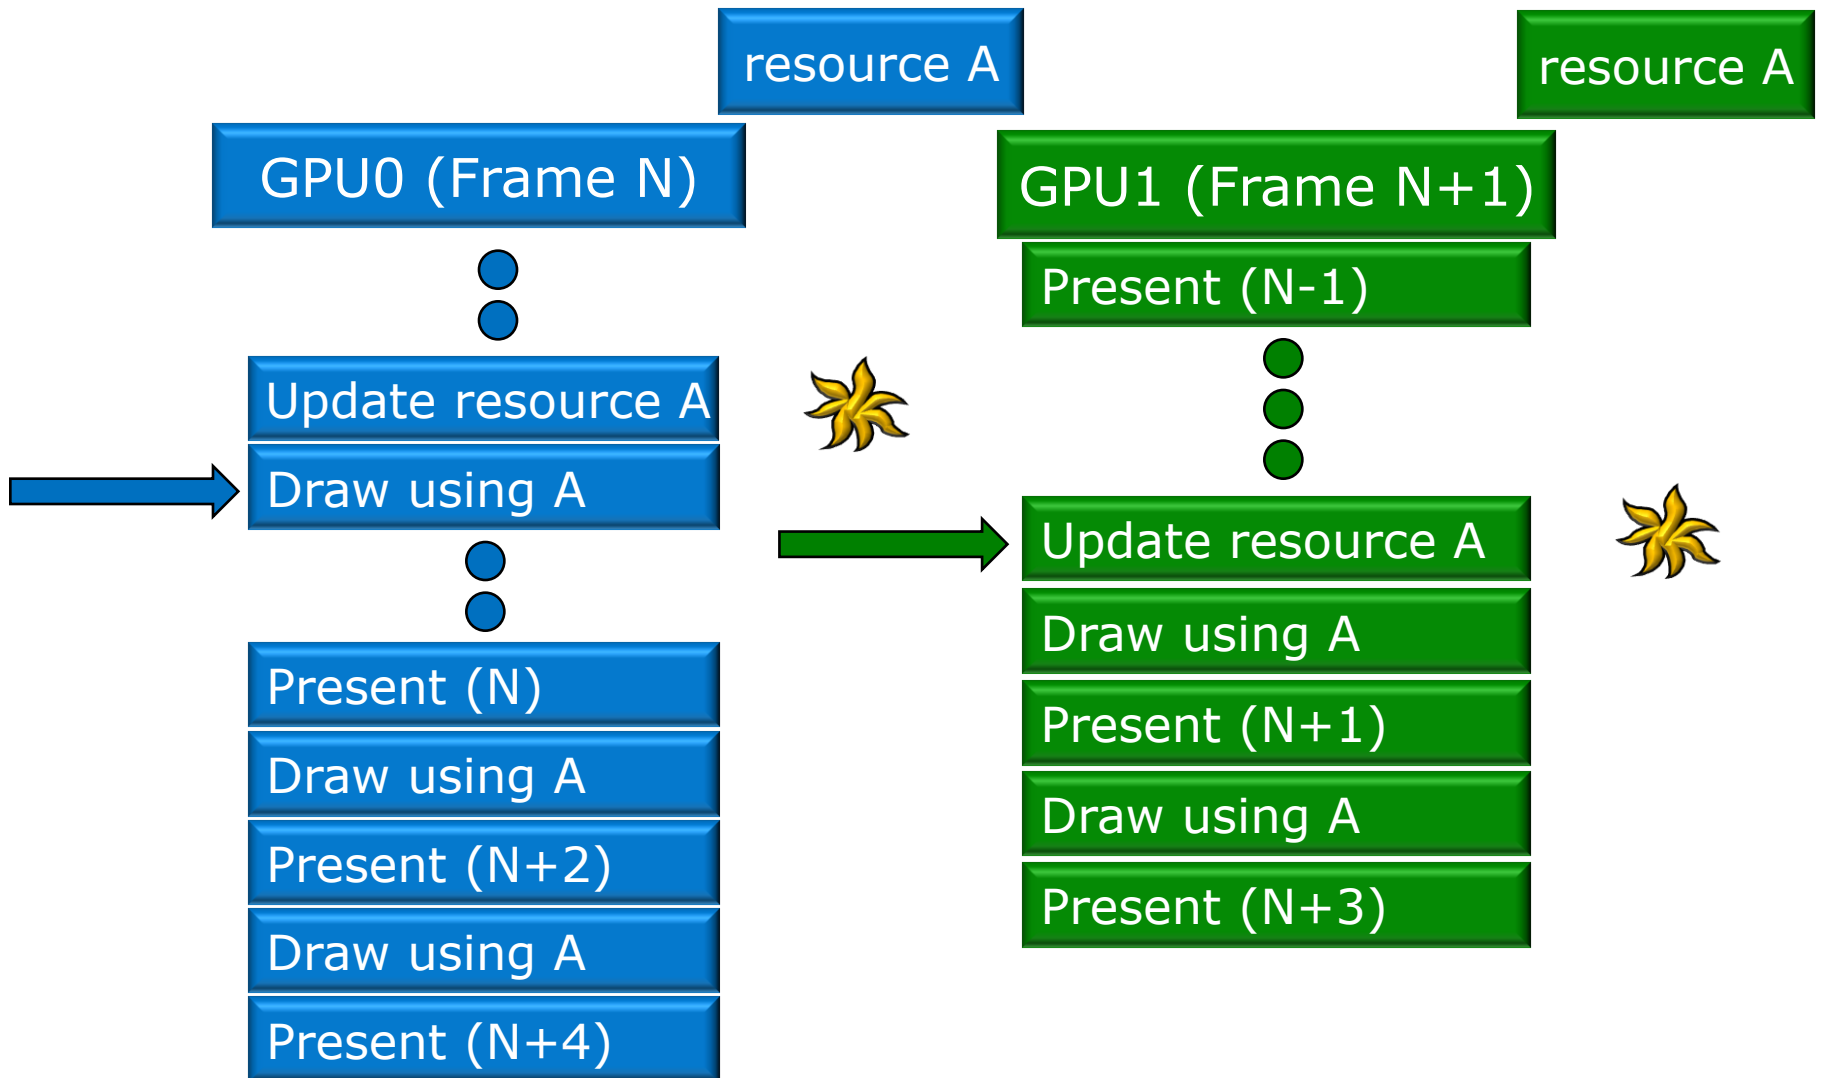 resource A
GPU0 (Frame N)
Update resource A
Draw using A
Present (N)
Draw using A
Present (N+2)
Draw using A
Present (N+4)
resource A
GPU1 (Frame N+1)
Present (N-1)
Update resource A
Draw using A
Present (N+1)
Draw using A
Present (N+3)